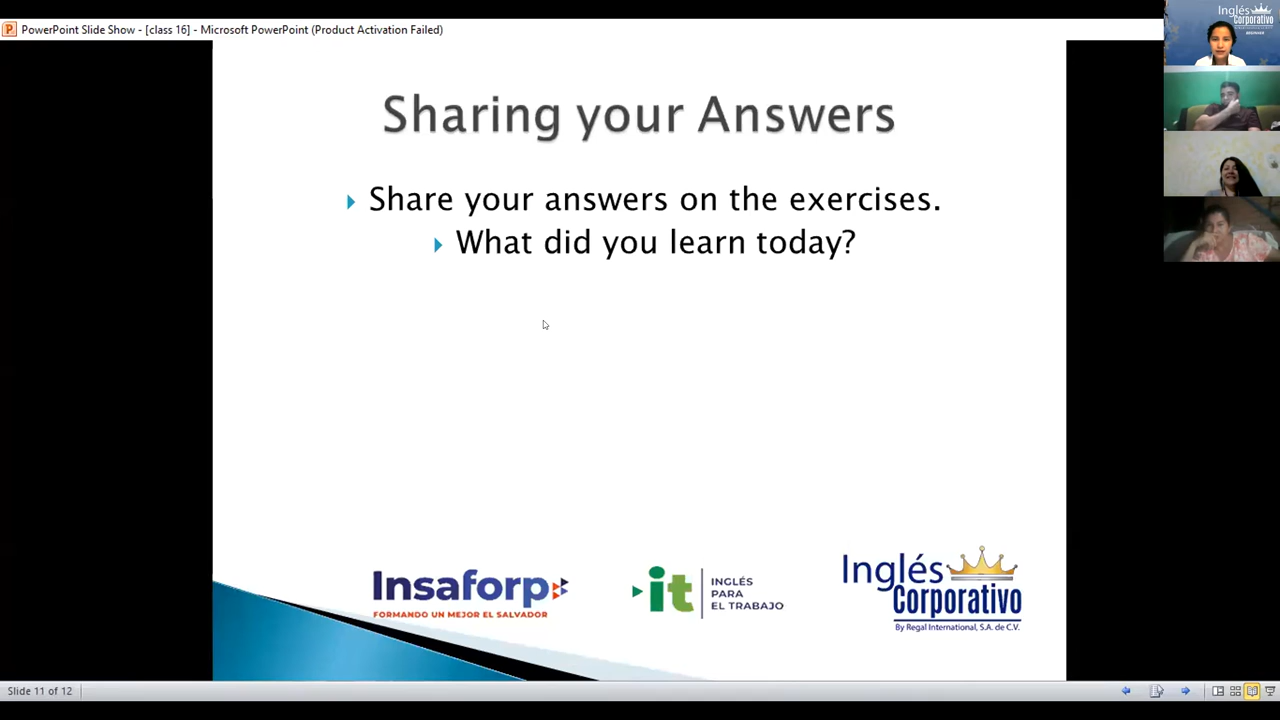 PowerPoint Slide Show - [class 16] - Microsoft PowerPoint (Product Activation Failed)
Inglés
Corporativo
BEGINNER
Sharing your Answers
Share your answers on the exercises.
What did you learn today?
Insaforp
FORMANDO UN MEJOR EL SALVADOR
it
INGLÉS
PARA
EL TRABAJO
Inglés
Corporativo
By Regal International, S.A. de C.V.
Slide 11 of 12